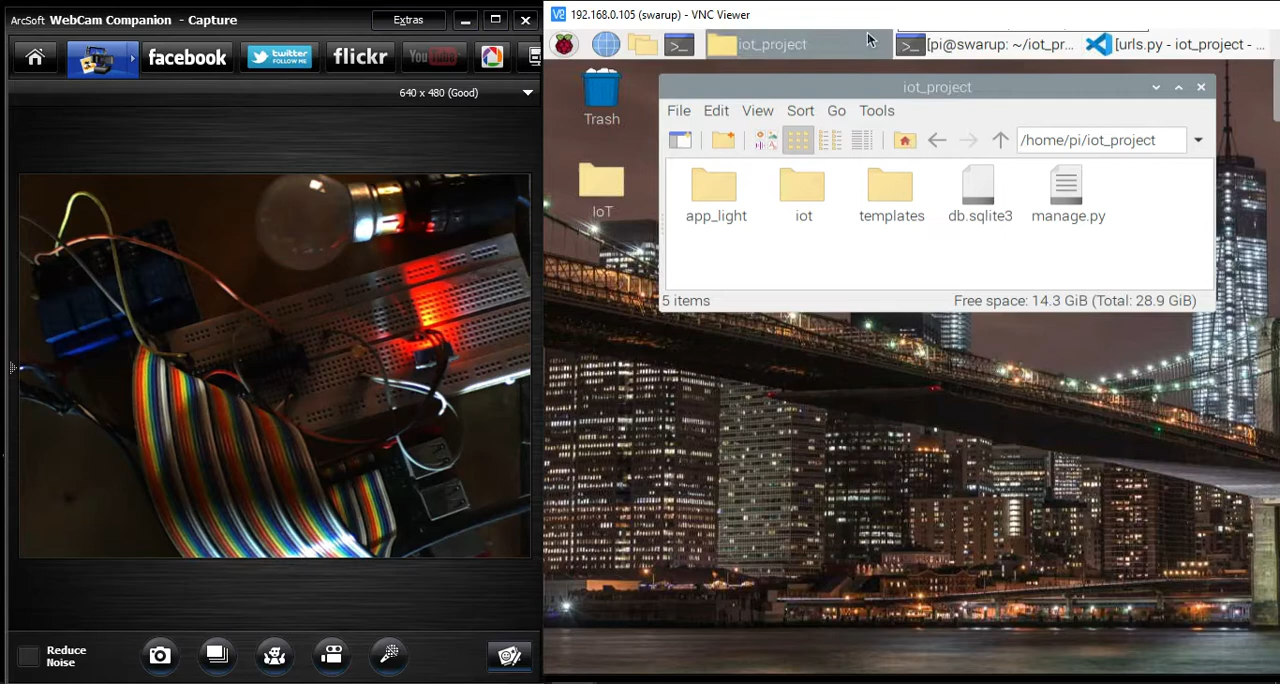 ArcSoft WebCam Companion - Capture
Extras
facebook
twitter
FOLLOW ME
flickr
YouTube
640 x 480 (Good)
Reduce
Noise
192.168.0.105 (swarup) - VNC Viewer
iot_project
[pi@swarup: ~/iot_pr...
[urls.py - iot_project - ...
Trash
IoT
iot_project
File Edit View Sort Go Tools
/home/pi/iot_project
app_light iot templates db.sqlite3 manage.py
5 items
Free space: 14.3 GiB (Total: 28.9 GiB)